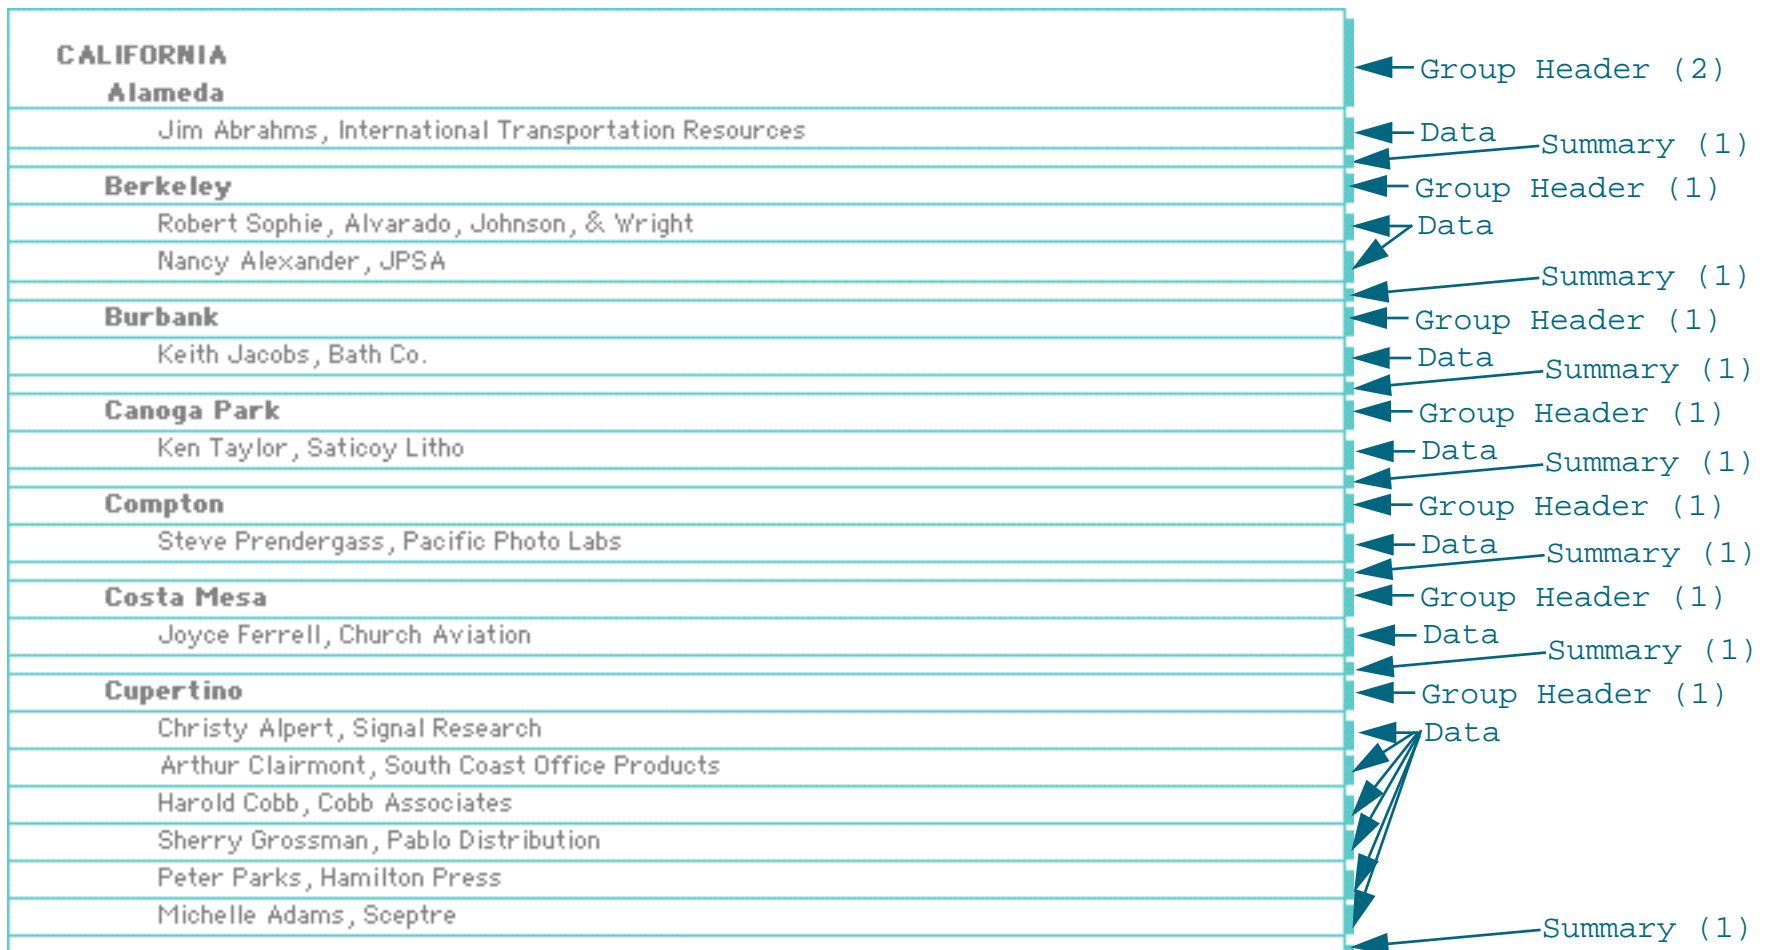 CALIFORNIA
Group Header (2)
Alameda
Jim Abrahms, International Transportation Resources
Data
Summary (1)
Berkeley
Group Header (1)
Robert Sophie, Alvarado, Johnson, & Wright
Data
Nancy Alexander, JPSA
Summary (1)
Burbank
Group Header (1)
Keith Jacobs, Bath Co.
Data
Summary (1)
Canoga Park
Group Header (1)
Ken Taylor, Saticoy Litho
Data
Summary (1)
Compton
Group Header (1)
Steve Prendergass, Pacific Photo Labs
Data
Summary (1)
Costa Mesa
Group Header (1)
Joyce Ferrell, Church Aviation
Data
Summary (1)
Cupertino
Group Header (1)
Christy Alpert, Signal Research
Data
Arthur Clairmont, South Coast Office Products
Harold Cobb, Cobb Associates
Sherry Grossman, Pablo Distribution
Peter Parks, Hamilton Press
Michelle Adams, Sceptre
Summary (1)